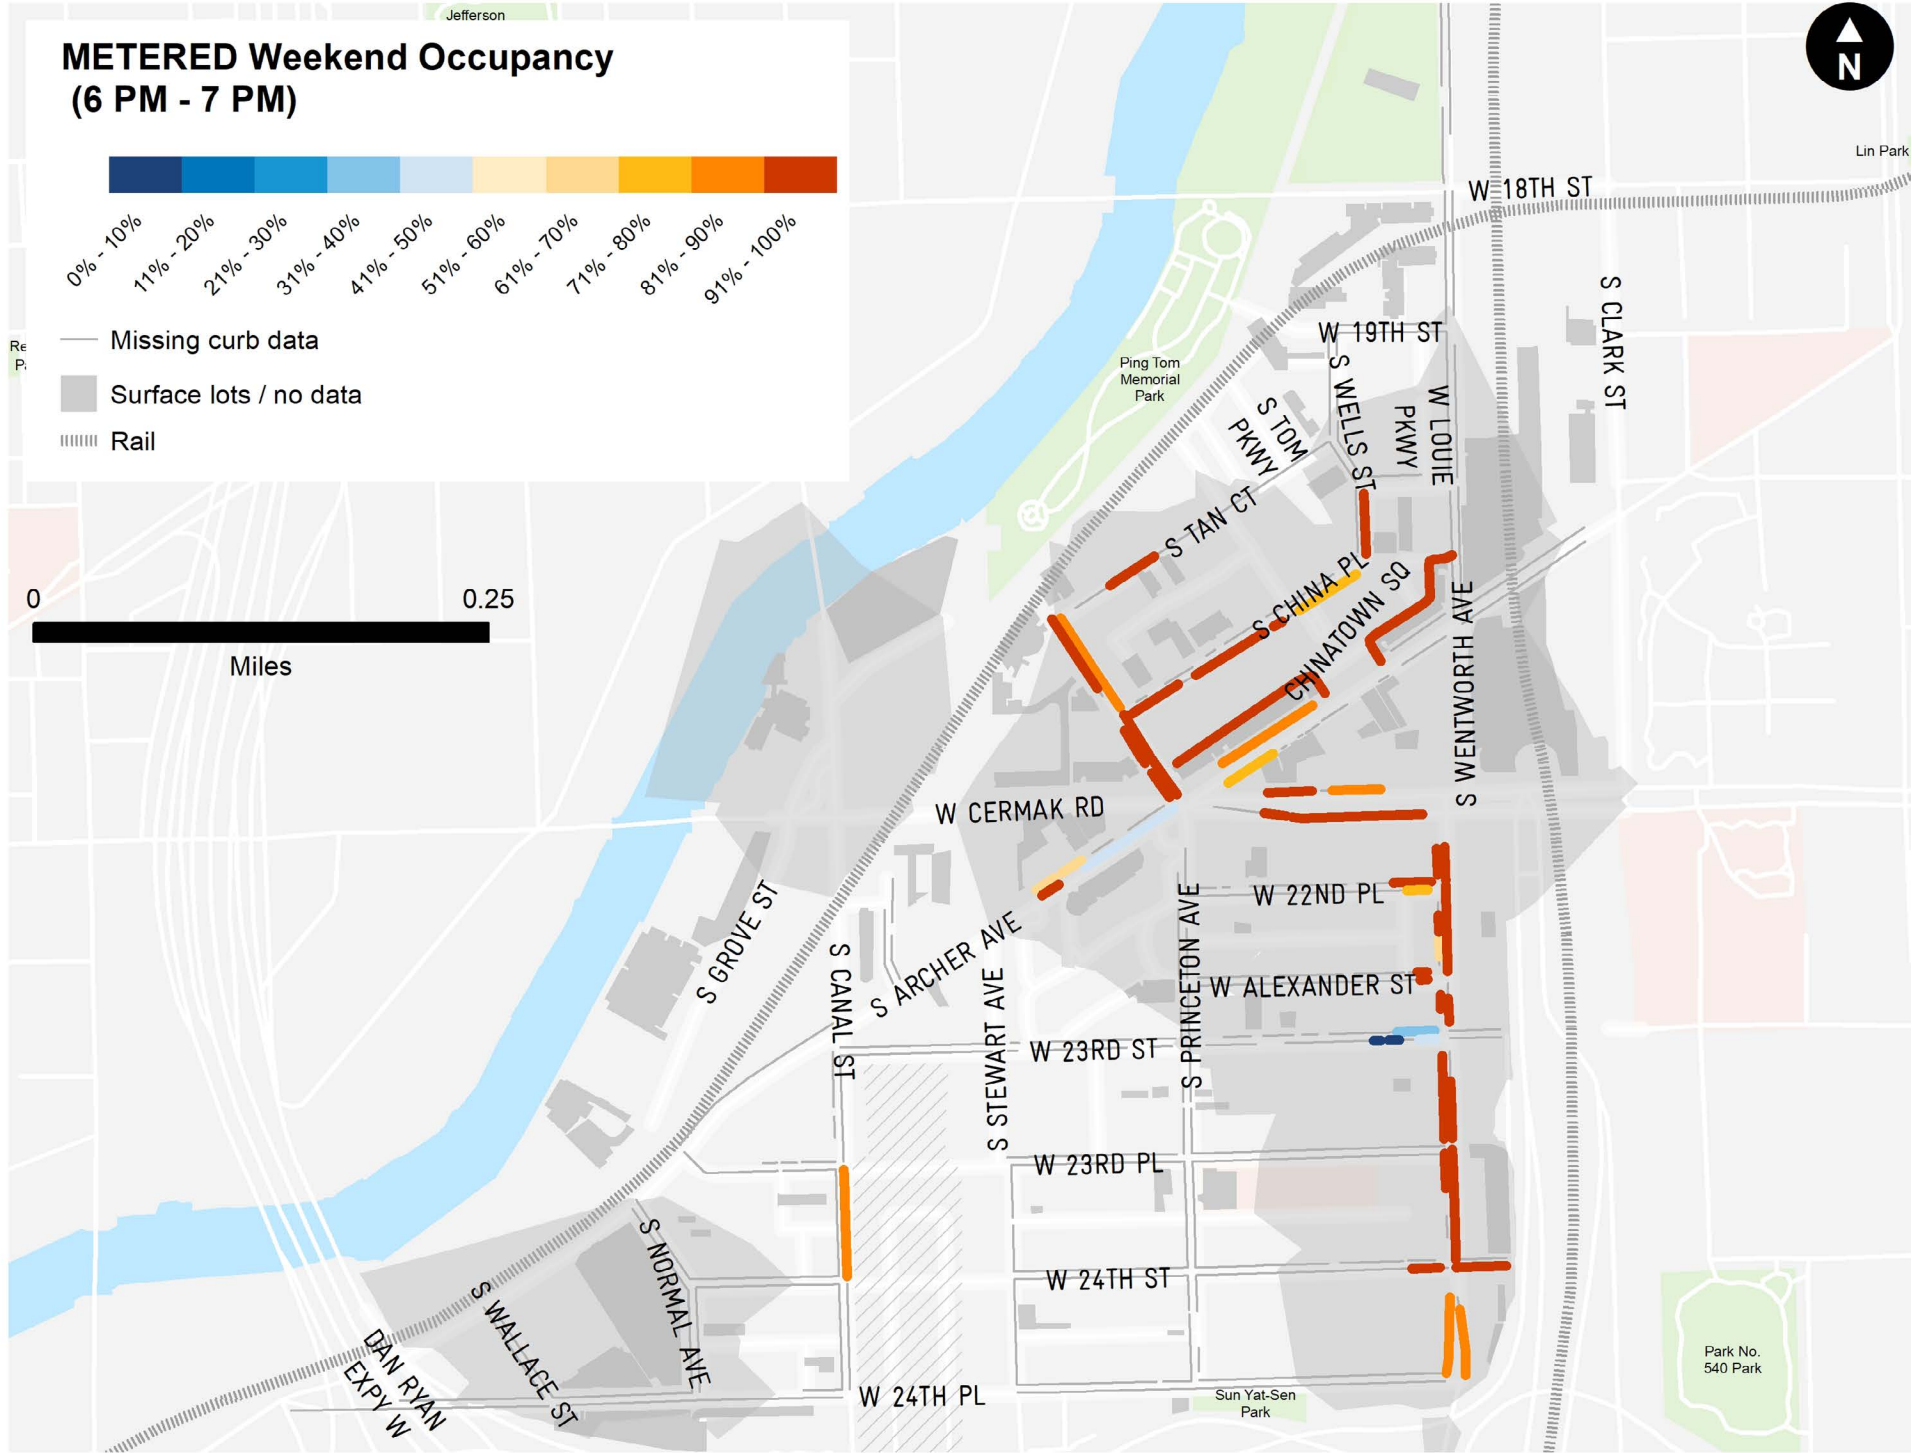 Jefferson
METERED Weekend Occupancy
(6 PM - 7 PM)
0% - 10%
11% - 20%
21% - 30%
31% - 40%
41% - 50%
51% - 60%
61% - 70%
71% - 80%
81% - 90%
91% - 100%
Missing curb data
Surface lots / no data
Rail
N
Lin Park
W 18TH ST
S CLARK ST
W 19TH ST
Re
Pa
Ping Tom
Memorial
Park
S WELLS ST
W LOUIE
PKWY
S TOM
PKWY
S TAN CT
S CHINA PL
CHINATOWN SQ
S WENTWORTH AVE
0
0.25
Miles
W CERMAK RD
W 22ND PL
S GROVE ST
S CANAL ST
S ARCHER AVE
S STEWART AVE
S PRINCETON AVE
W ALEXANDER ST
W 23RD ST
W 23RD PL
W 24TH ST
S NORMAL AVE
S WALLACE ST
DAN RYAN
EXPY W
W 24TH PL
Sun Yat-Sen
Park
Park No.
540 Park